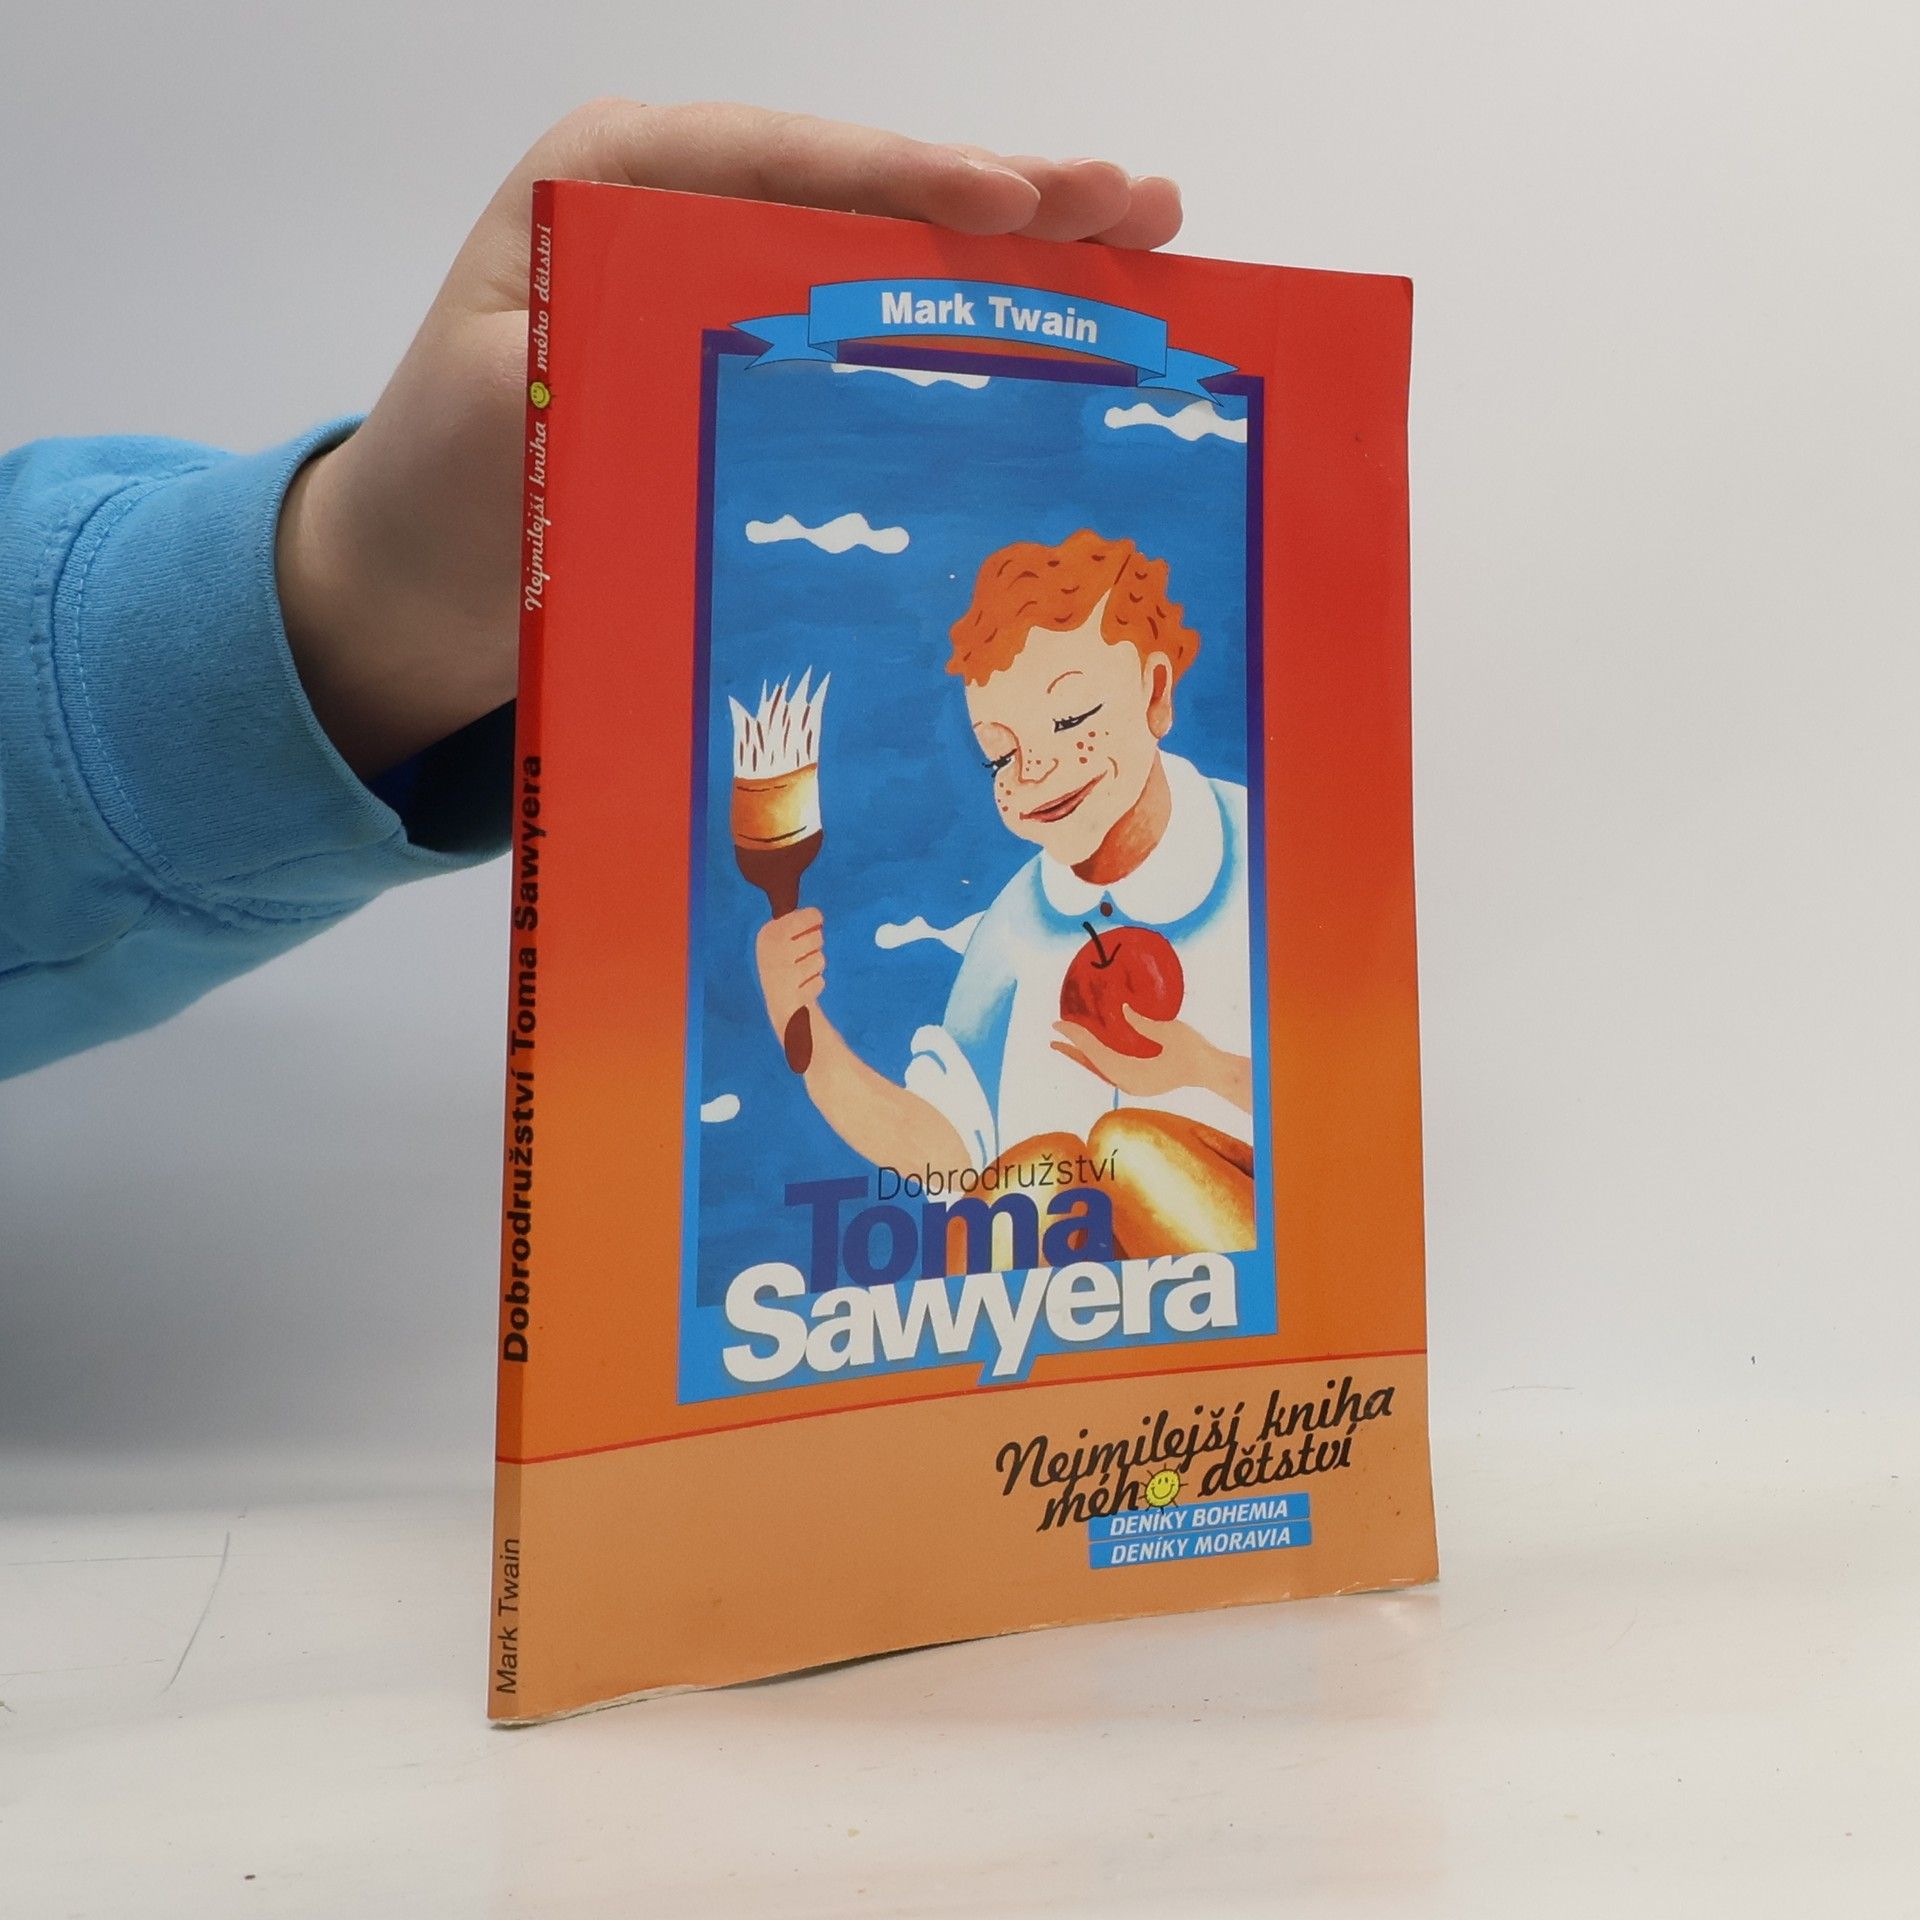 Mark Twain
Dobrodružství
Toma
Sawyera
Nejmilejší kniha
mého dětství
DENÍKY BOHEMIA
DENÍKY MORAVIA
Mark Twain
Dobrodružství Toma Sawyera
Nejmilejší kniha mého dětství